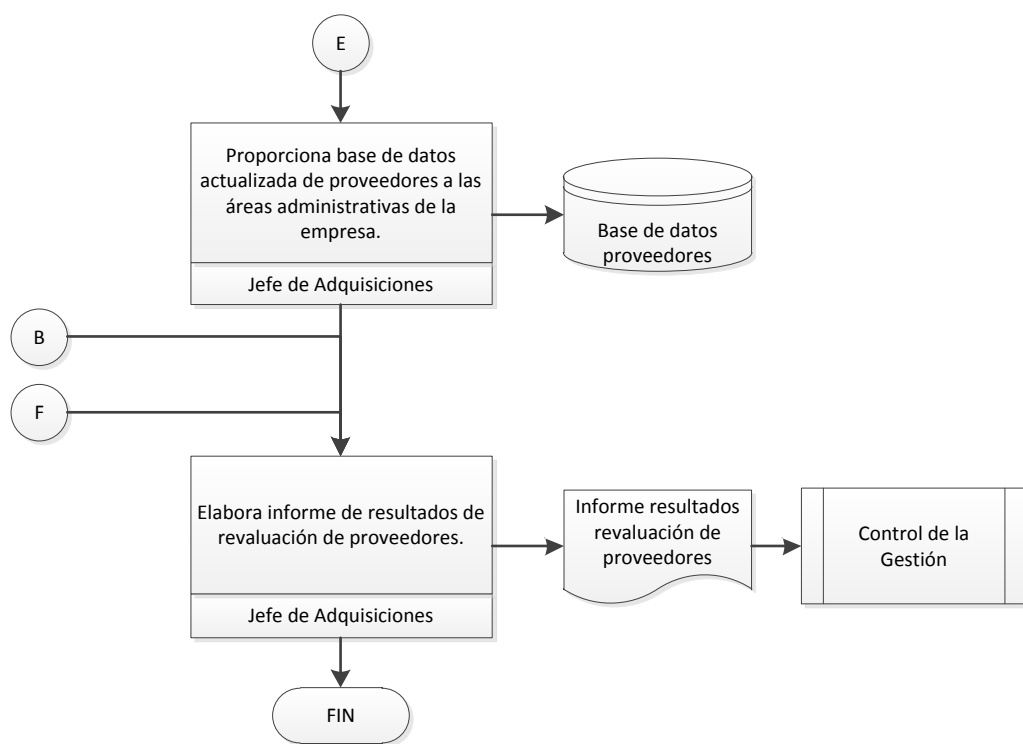 E
Proporciona base de datos
actualizada de proveedores a las
áreas administrativas de la
empresa.
Jefe de Adquisiciones
Base de datos
proveedores
B
F
Elabora informe de resultados de
revaluación de proveedores.
Jefe de Adquisiciones
Informe resultados
revaluación de
proveedores
Control de la
Gestión
FIN